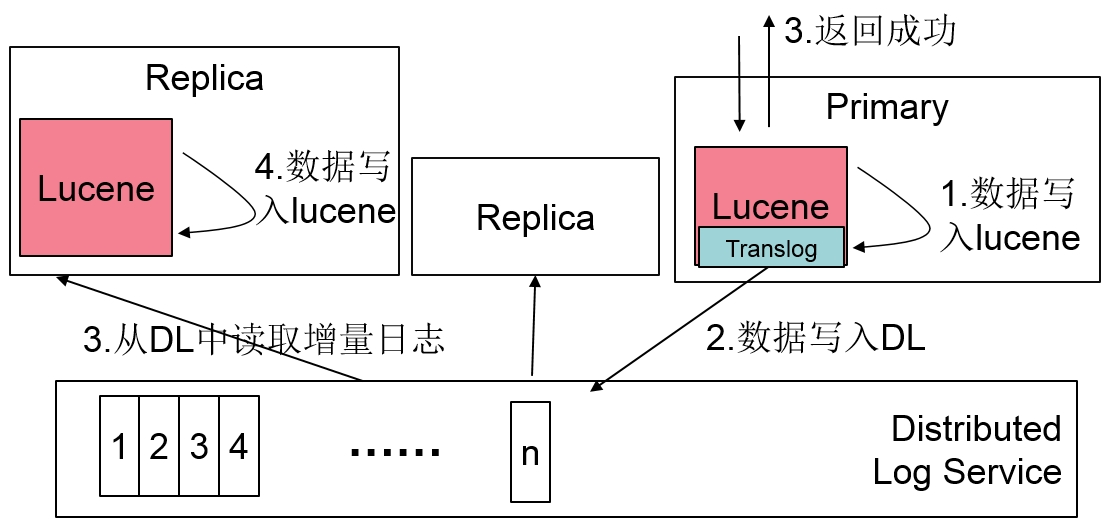 3.返回成功
Replica
Primary
Lucene
4.数据写
入lucene
Replica
Lucene
Translog
1.数据写
入lucene
3.从DL中读取增量日志
2.数据写入DL
1 2 3 4 …… n
Distributed
Log Service